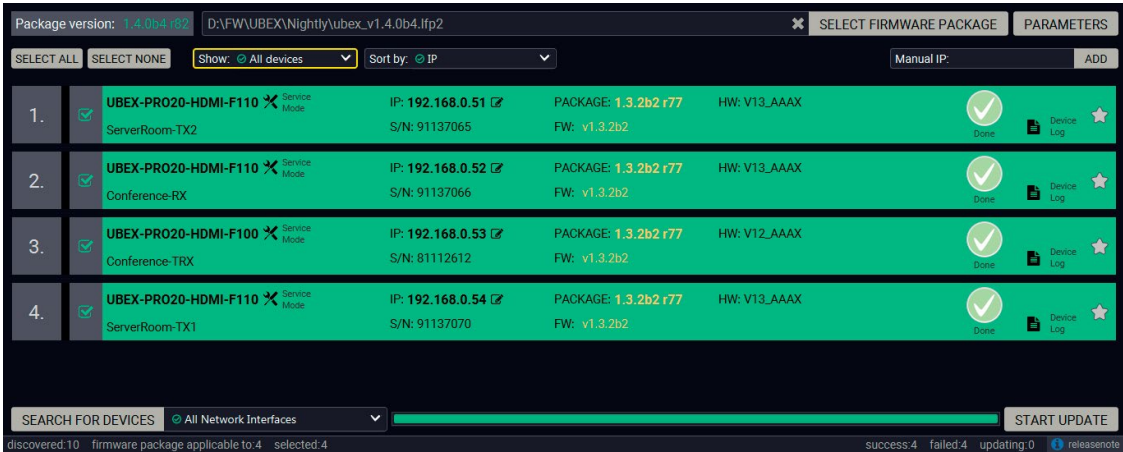 Package version: 1.4.0b4 r82 D:\FW\UBEX\Nightly\ubex_v1.4.0b4.lfp2 SELECT FIRMWARE PACKAGE PARAMETERS
SELECT ALL SELECT NONE Show: All devices Sort by: IP Manual IP: ADD
1. UBEX-PRO20-HDMI-F110 Service Mode IP: 192.168.0.51 PACKAGE: 1.3.2b2 r77 HW: V13_AAAX
ServerRoom-TX2 S/N: 91137065 FW: v1.3.2b2 Done Device Log
2. UBEX-PRO20-HDMI-F110 Service Mode IP: 192.168.0.52 PACKAGE: 1.3.2b2 r77 HW: V13_AAAX
Conference-RX S/N: 91137066 FW: v1.3.2b2 Done Device Log
3. UBEX-PRO20-HDMI-F100 Service Mode IP: 192.168.0.53 PACKAGE: 1.3.2b2 r77 HW: V12_AAAX
Conference-TRX S/N: 81112612 FW: v1.3.2b2 Done Device Log
4. UBEX-PRO20-HDMI-F110 Service Mode IP: 192.168.0.54 PACKAGE: 1.3.2b2 r77 HW: V13_AAAX
ServerRoom-TX1 S/N: 91137070 FW: v1.3.2b2 Done Device Log
SEARCH FOR DEVICES All Network Interfaces START UPDATE
discovered:10 firmware package applicable to:4 selected:4 success:4 failed:4 updating:0 releasenote